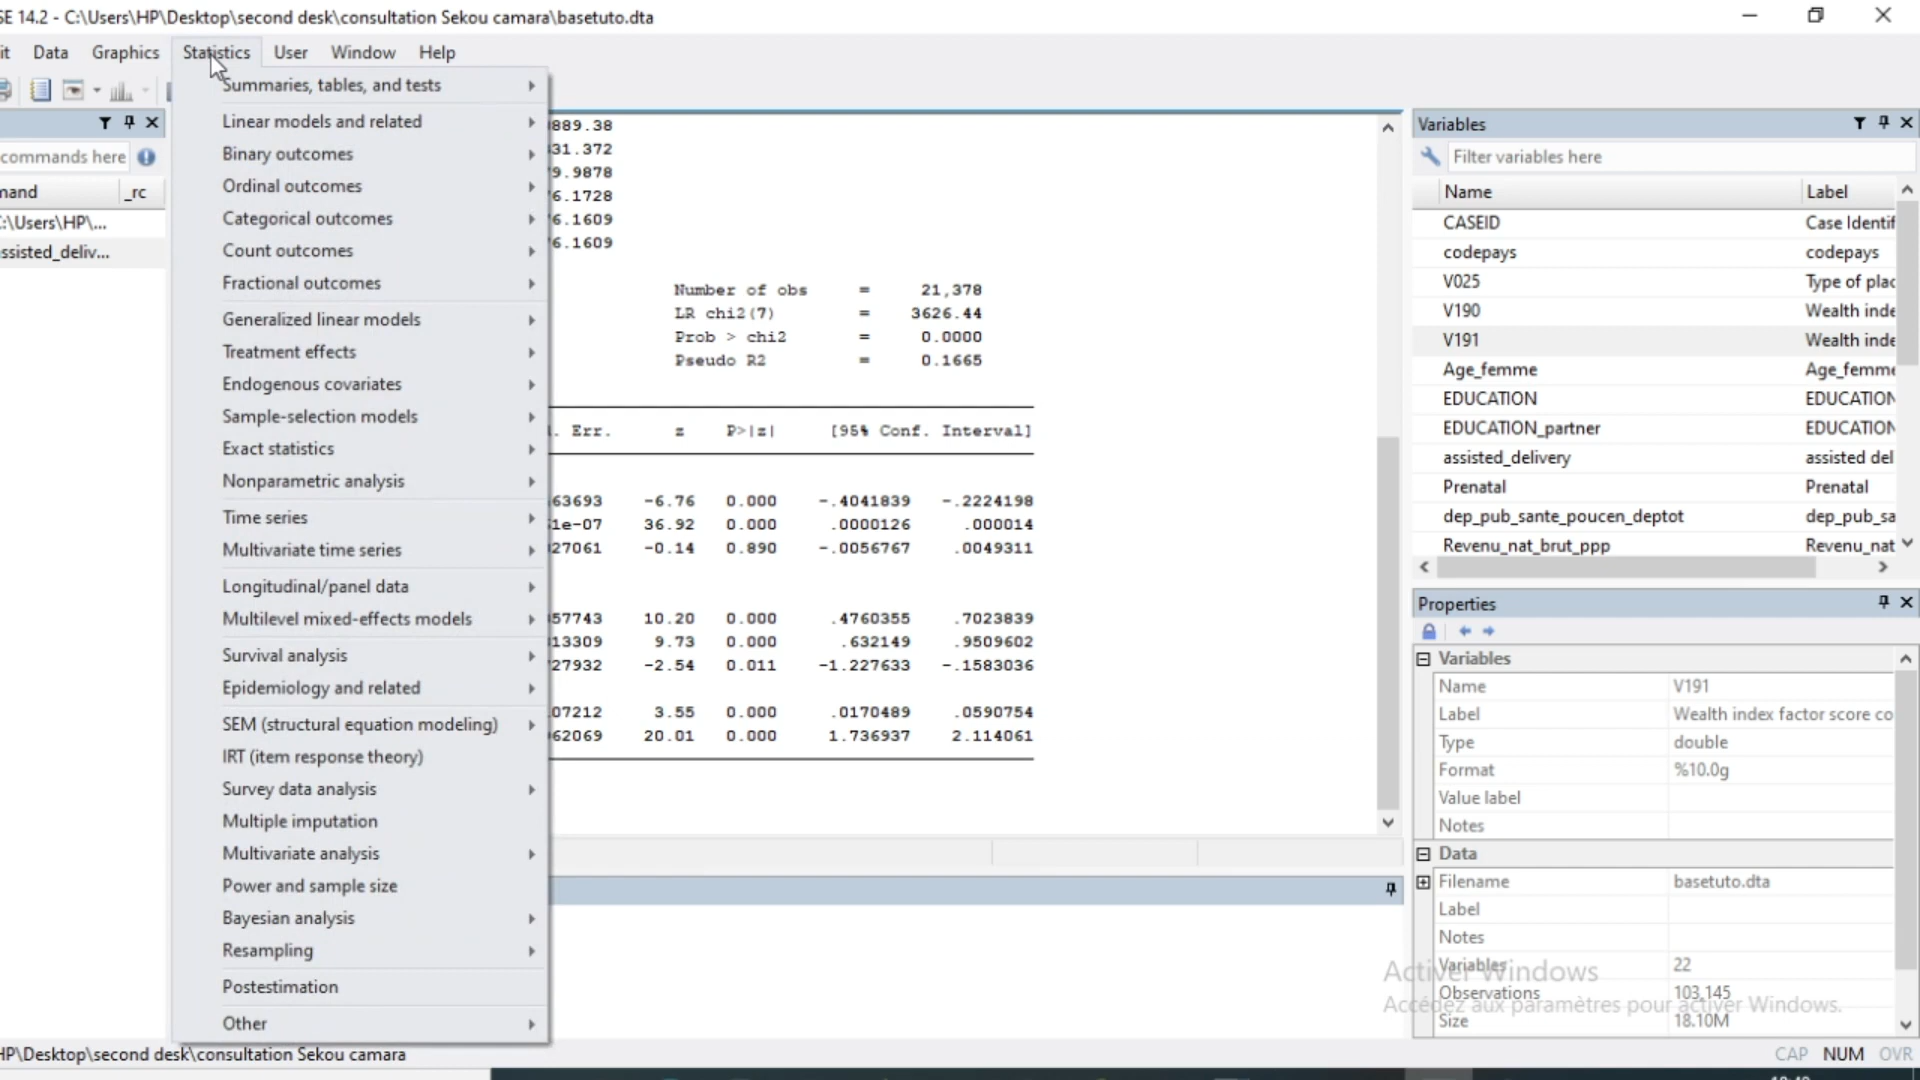 SE 14.2 - C:\Users\HP\Desktop\second desk\consultation Sekou camara\basetuto.dta
it Data Graphics Statistics User Window Help
Summaries, tables, and tests
Linear models and related
Binary outcomes
Ordinal outcomes
Categorical outcomes
Count outcomes
Fractional outcomes
Generalized linear models
Treatment effects
Endogenous covariates
Sample-selection models
Exact statistics
Nonparametric analysis
Time series
Multivariate time series
Longitudinal/panel data
Multilevel mixed-effects models
Survival analysis
Epidemiology and related
SEM (structural equation modeling)
IRT (item response theory)
Survey data analysis
Multiple imputation
Multivariate analysis
Power and sample size
Bayesian analysis
Resampling
Postestimation
Other
commands here
mand _rc
C:\Users\HP\...
assisted_deliv...
889.38
31.372
9.9878
6.1728
6.1609
6.1609
Number of obs = 21,378
LR chi2(7) = 3626.44
Prob > chi2 = 0.0000
Pseudo R2 = 0.1665
. Err. z P>|z| [95% Conf. Interval]
63693 -6.76 0.000 -.4041839 -.2224198
1e-07 36.92 0.000 .0000126 .000014
27061 -0.14 0.890 -.0056767 .0049311
57743 10.20 0.000 .4760355 .7023839
13309 9.73 0.000 .632149 .9509602
27932 -2.54 0.011 -1.227633 -.1583036
07212 3.55 0.000 .0170489 .0590754
62069 20.01 0.000 1.736937 2.114061
Variables
Filter variables here
Name Label
CASEID Case Identif
codepays codepays
V025 Type of plac
V190 Wealth inde
V191 Wealth inde
Age_femme Age_femme
EDUCATION EDUCATION
EDUCATION_partner EDUCATION
assisted_delivery assisted del
Prenatal Prenatal
dep_pub_sante_poucen_deptot dep_pub_sa
Revenu_nat_brut_ppp Revenu_nat
Properties
Variables
Name V191
Label Wealth index factor score co
Type double
Format %10.0g
Value label
Notes
Data
Filename basetuto.dta
Label
Notes
Variables 22
Observations 103,145
Size 18.10M
Activer Windows
Accédez aux paramètres pour activer Windows.
HP\Desktop\second desk\consultation Sekou camara
CAP NUM OVR